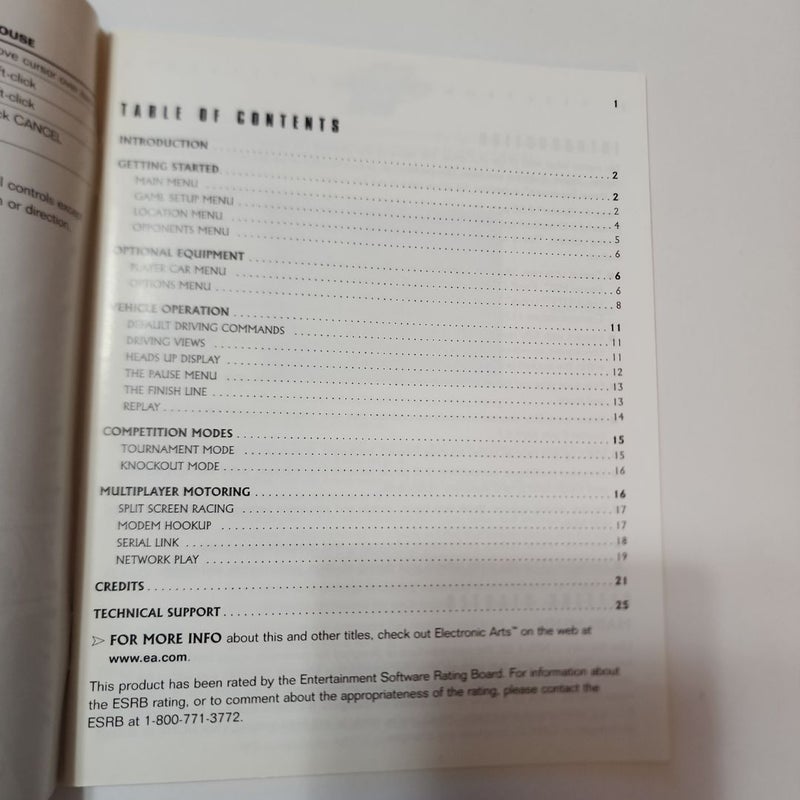 OUSE
ove cursor over
ft-click
ft-click
ck CANCEL
l controls except
n or direction.
1
TABLE OF CONTENTS
INTRODUCTION . . . . . 2
GETTING STARTED . . . . . 2
MAIN MENU . . . . . 2
GAME SETUP MENU . . . . . 4
LOCATION MENU . . . . . 5
OPPONENTS MENU . . . . . 6
OPTIONAL EQUIPMENT . . . . . 6
PLAYER CAR MENU . . . . . 6
OPTIONS MENU . . . . . 8
VEHICLE OPERATION . . . . . 11
DEFAULT DRIVING COMMANDS . . . . . 11
DRIVING VIEWS . . . . . 11
HEADS UP DISPLAY . . . . . 12
THE PAUSE MENU . . . . . 13
THE FINISH LINE . . . . . 13
REPLAY . . . . . 14
COMPETITION MODES . . . . . 15
TOURNAMENT MODE . . . . . 15
KNOCKOUT MODE . . . . . 16
MULTIPLAYER MOTORING . . . . . 16
SPLIT SCREEN RACING . . . . . 17
MODEM HOOKUP . . . . . 17
SERIAL LINK . . . . . 18
NETWORK PLAY . . . . . 19
CREDITS . . . . . 21
TECHNICAL SUPPORT . . . . . 25
FOR MORE INFO about this and other titles, check out Electronic Arts™ on the web at
www.ea.com.
This product has been rated by the Entertainment Software Rating Board. For information about
the ESRB rating, or to comment about the appropriateness of the rating, please contact the
ESRB at 1-800-771-3772.